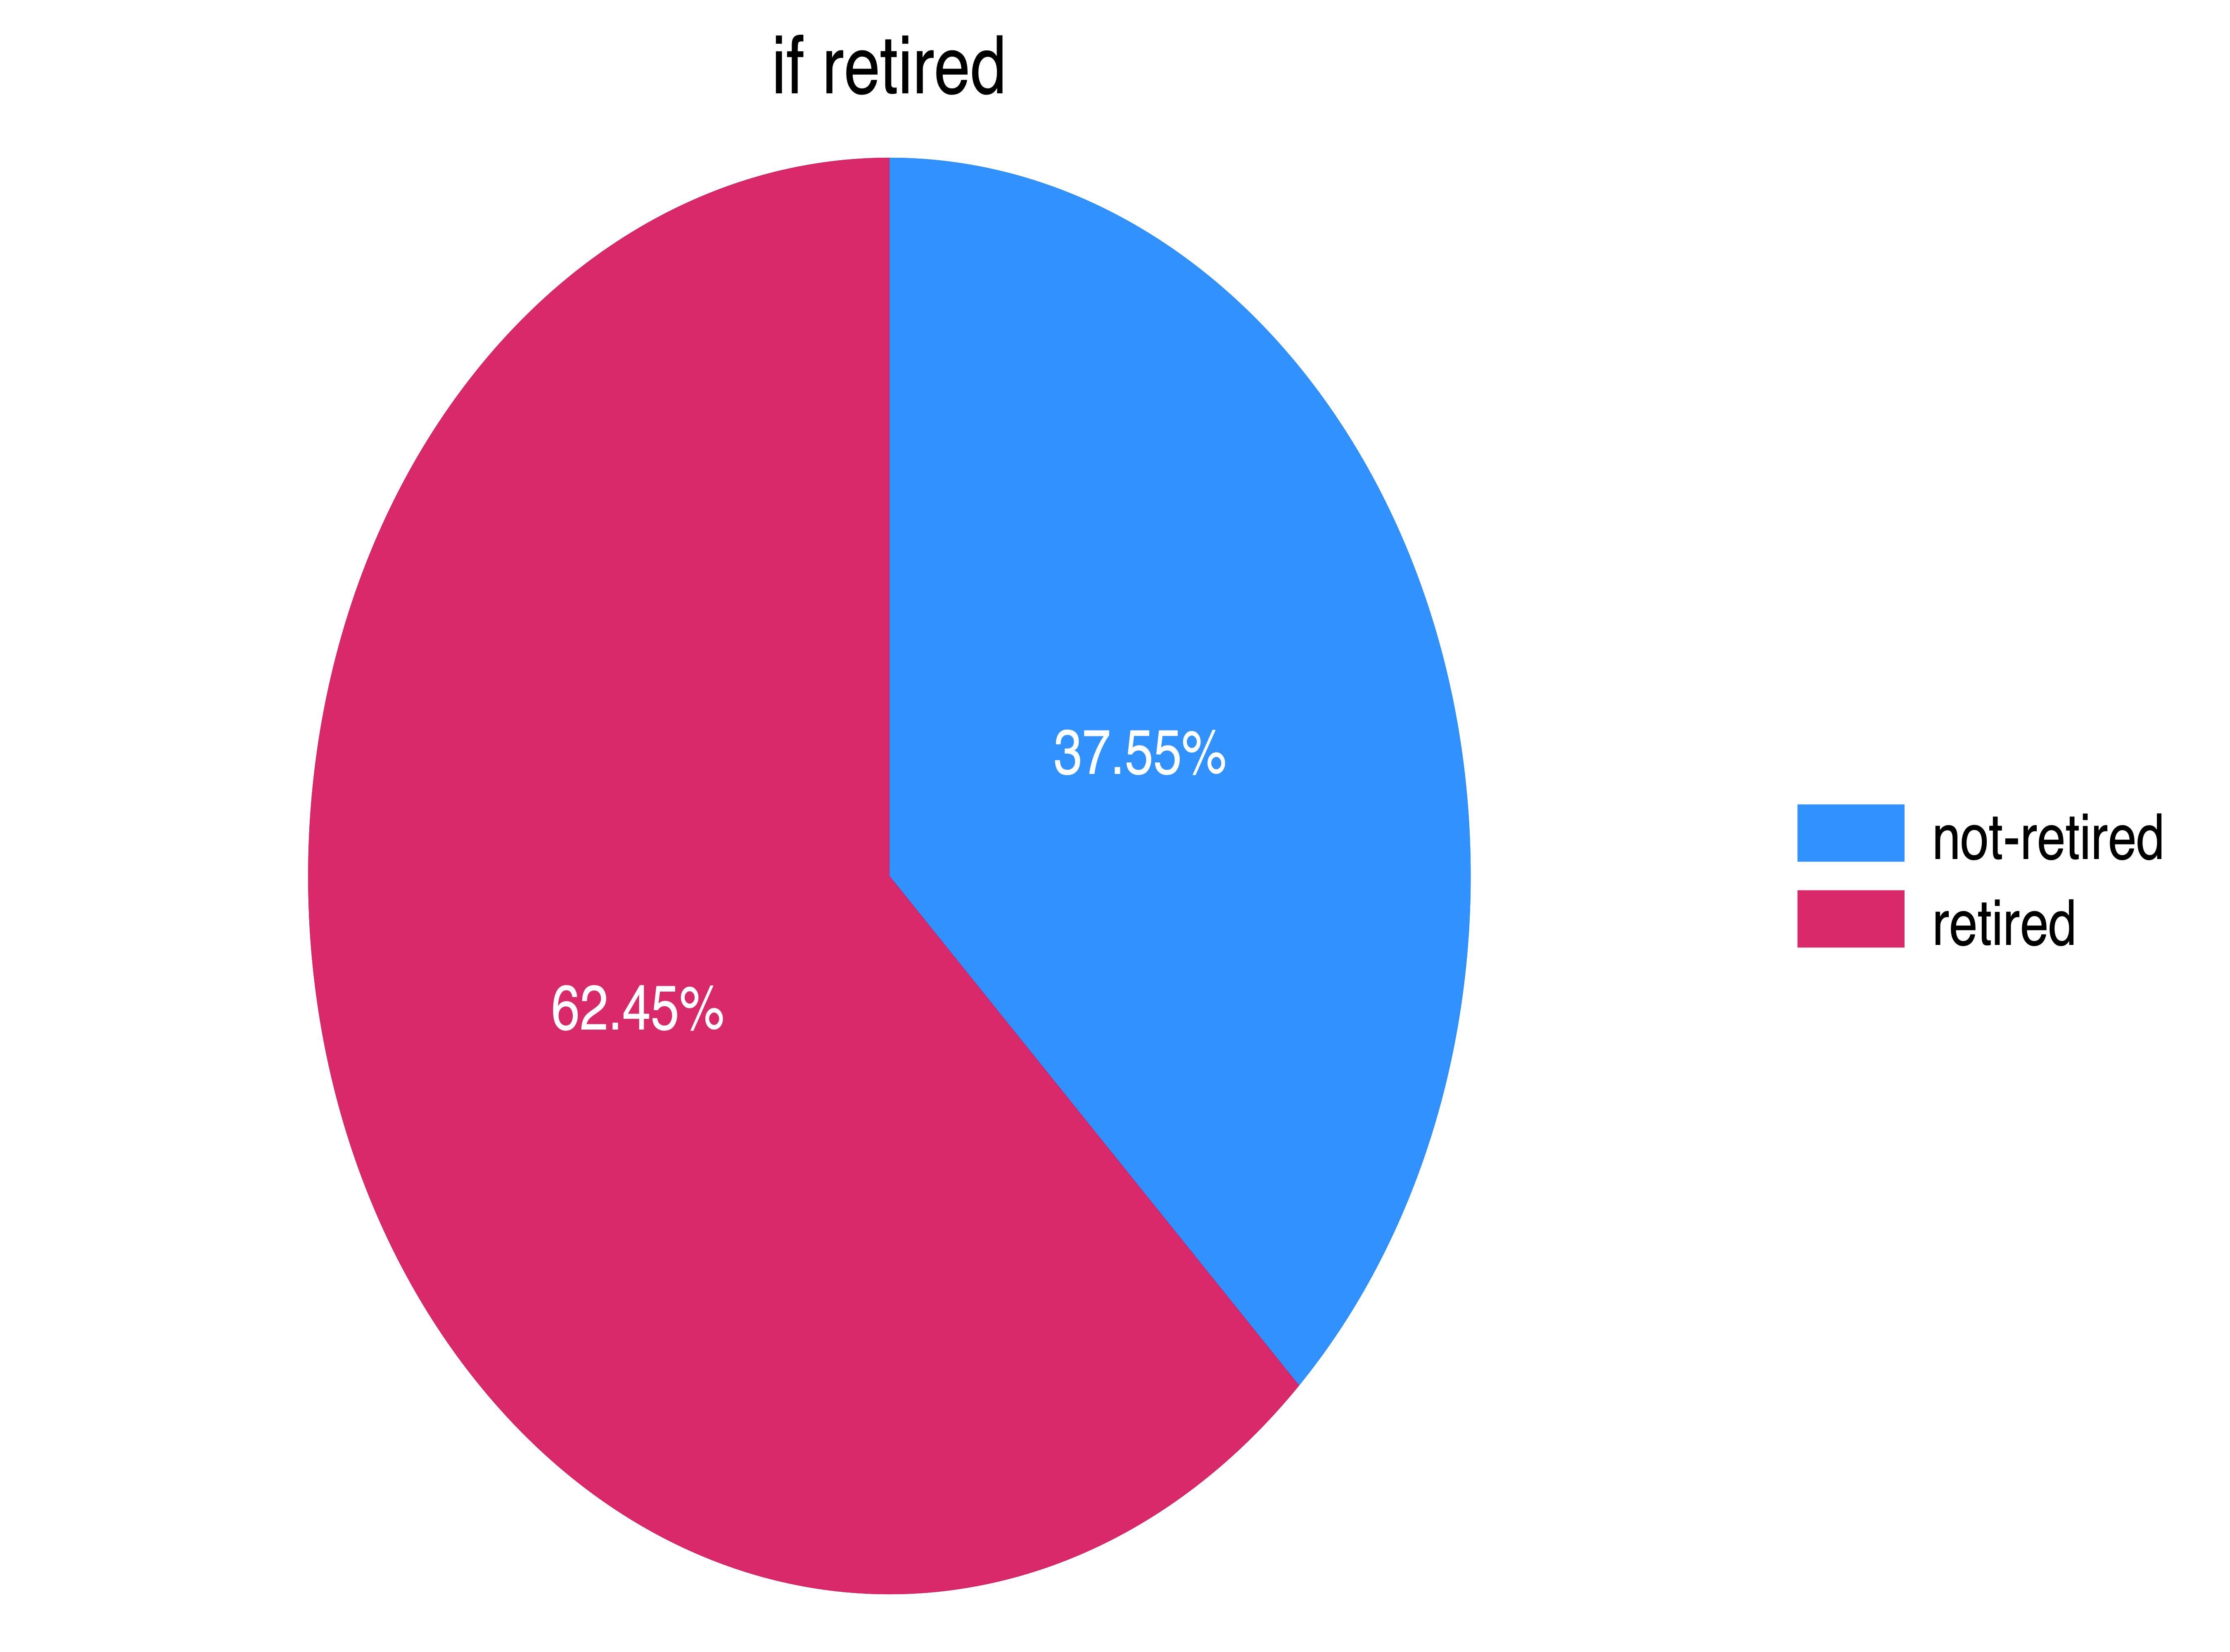 if retired
37.55%
62.45%
not-retired
retired